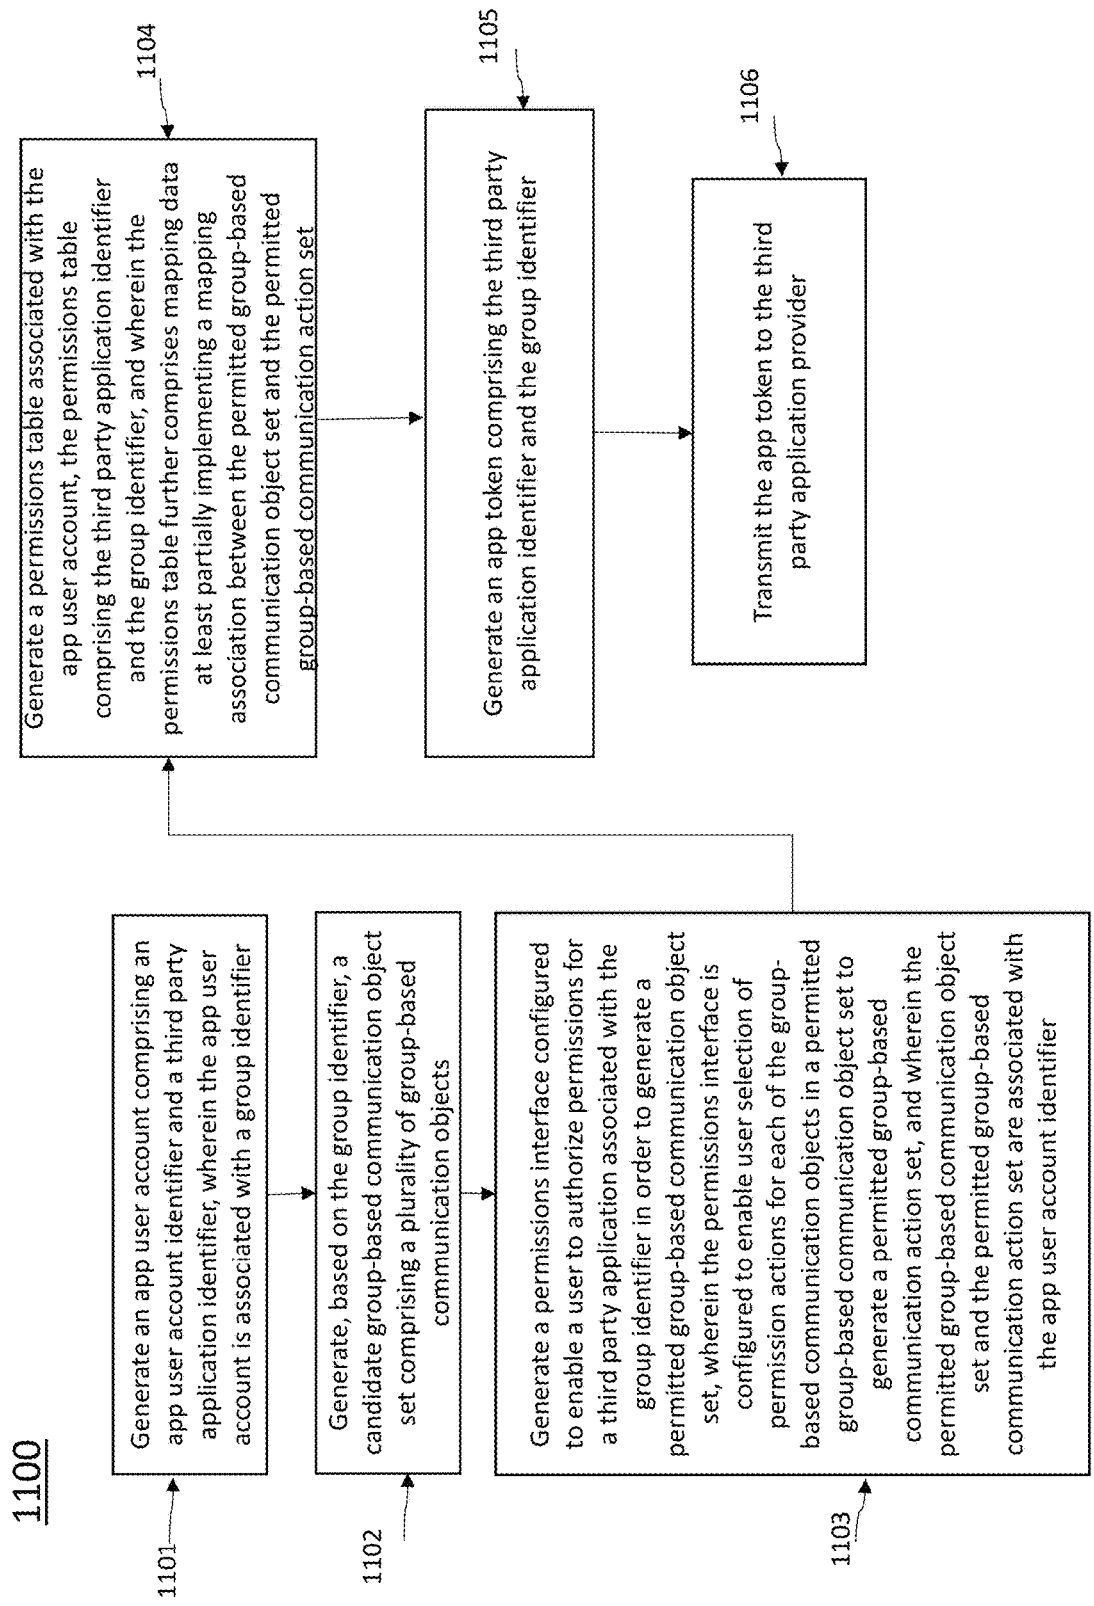 1100
1101
Generate an app user account comprising an
app user account identifier and a third party
application identifier, wherein the app user
account is associated with a group identifier
1102
Generate, based on the group identifier, a
candidate group-based communication object
set comprising a plurality of group-based
communication objects
1103
Generate a permissions interface configured
to enable a user to authorize permissions for
a third party application associated with the
group identifier in order to generate a
permitted group-based communication object
set, wherein the permissions interface is
configured to enable user selection of
permission actions for each of the group-
based communication objects in a permitted
group-based communication object set to
generate a permitted group-based
communication action set, and wherein the
permitted group-based communication object
set and the permitted group-based
communication action set are associated with
the app user account identifier
1104
Generate a permissions table associated with the
app user account, the permissions table
comprising the third party application identifier
and the group identifier, and wherein the
permissions table further comprises mapping data
at least partially implementing a mapping
association between the permitted group-based
communication object set and the permitted
group-based communication action set
1105
Generate an app token comprising the third party
application identifier and the group identifier
1106
Transmit the app token to the third
party application provider